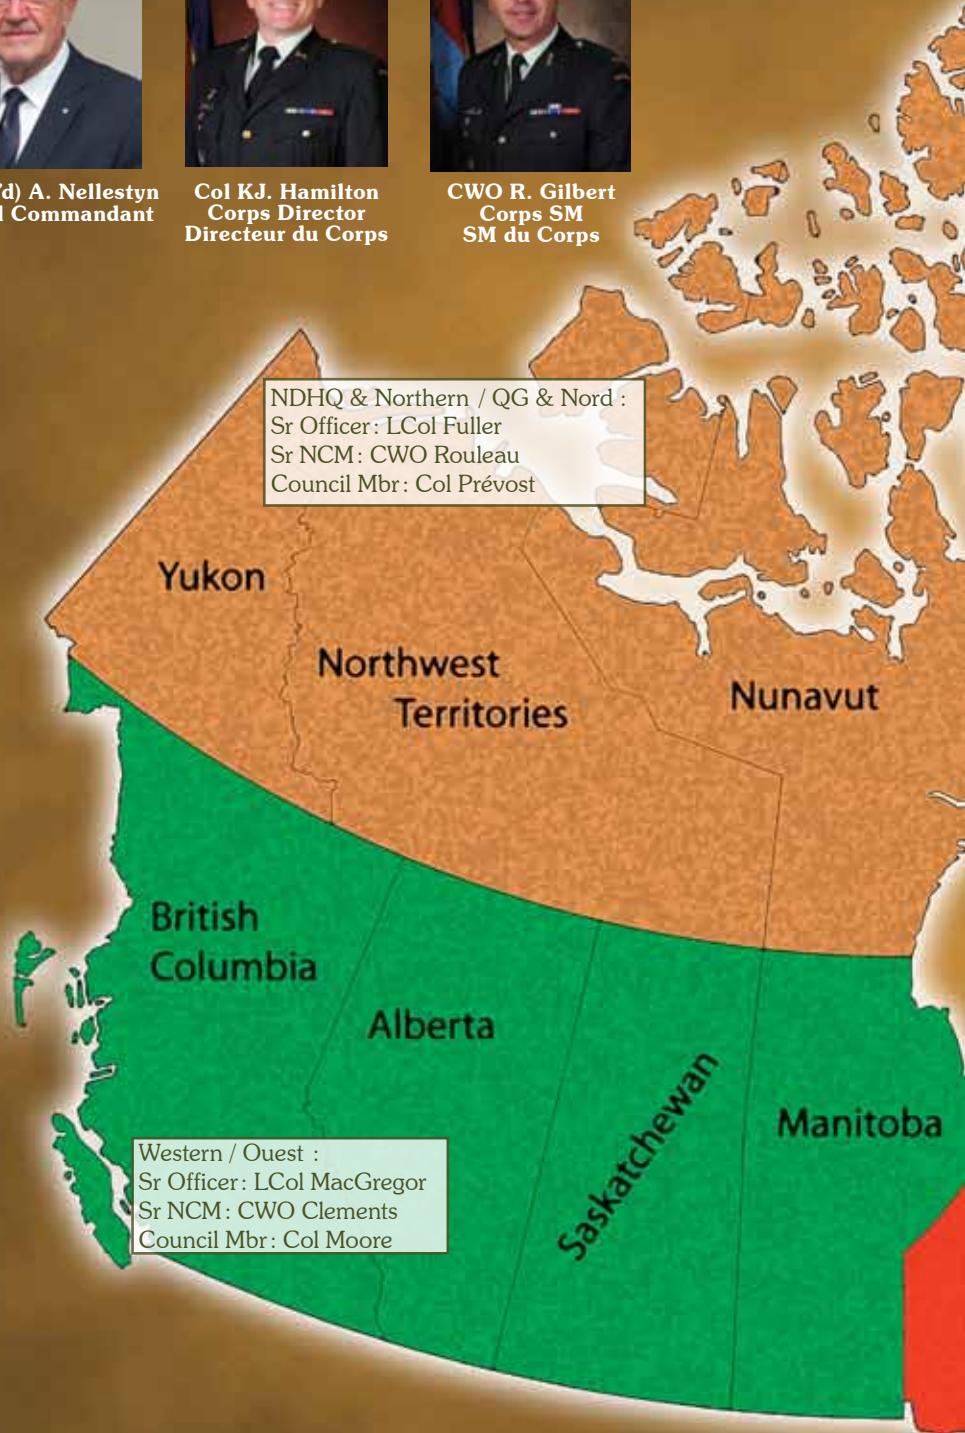 A. Nellestyn
Commandant
Col KJ. Hamilton
Corps Director
Directeur du Corps
CWO R. Gilbert
Corps SM
SM du Corps
NDHQ & Northern / QG & Nord :
Sr Officer : LCol Fuller
Sr NCM : CWO Rouleau
Council Mbr : Col Prévost
Yukon
Northwest
Territories
Nunavut
British
Columbia
Alberta
Saskatchewan
Manitoba
Western / Ouest :
Sr Officer : LCol MacGregor
Sr NCM : CWO Clements
Council Mbr : Col Moore